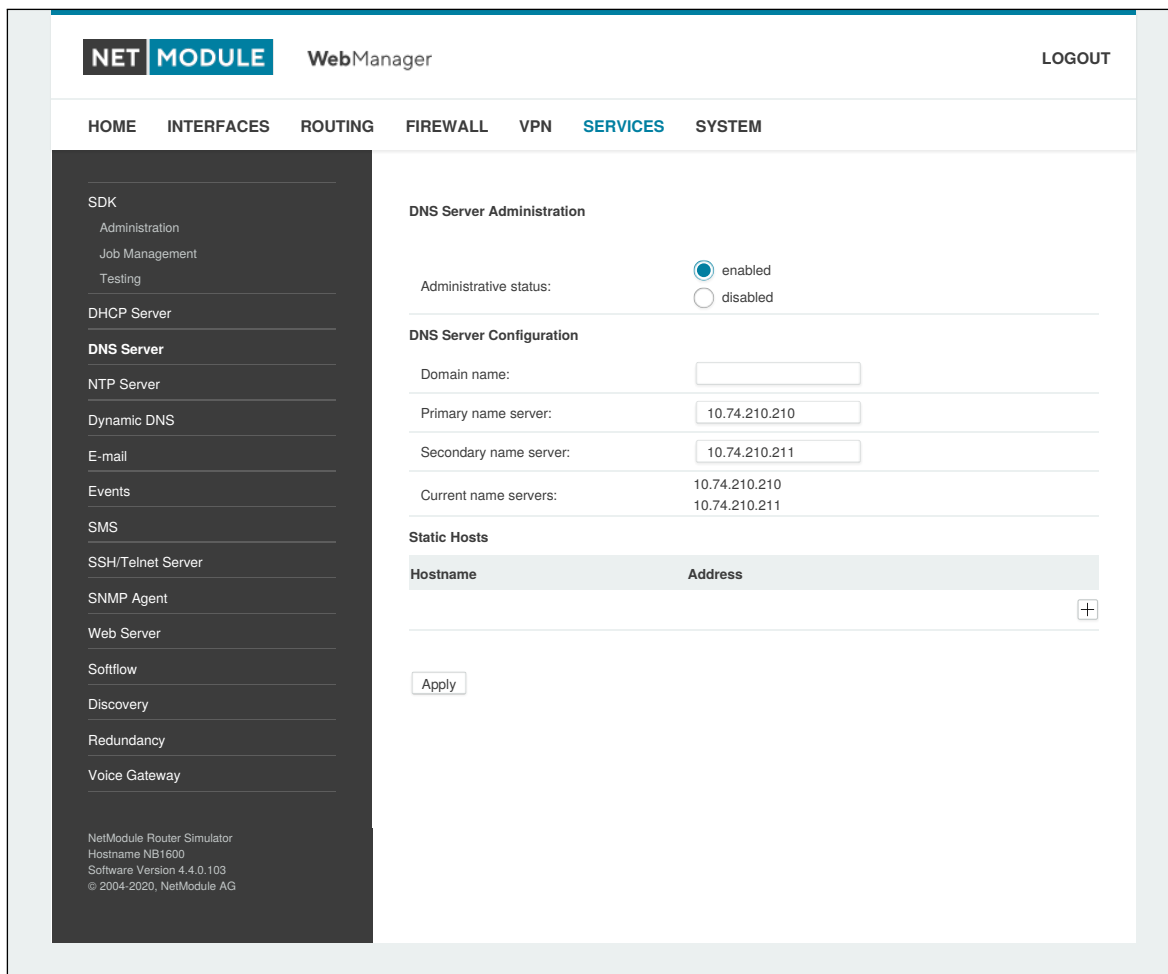 NET MODULE WebManager LOGOUT
HOME INTERFACES ROUTING FIREWALL VPN SERVICES SYSTEM
SDK
Administration
Job Management
Testing
DHCP Server
DNS Server
NTP Server
Dynamic DNS
E-mail
Events
SMS
SSH/Telnet Server
SNMP Agent
Web Server
Softflow
Discovery
Redundancy
Voice Gateway
NetModule Router Simulator
Hostname NB1600
Software Version 4.4.0.103
© 2004-2020, NetModule AG
DNS Server Administration
Administrative status:
enabled
disabled
DNS Server Configuration
Domain name:
Primary name server: 10.74.210.210
Secondary name server: 10.74.210.211
Current name servers:
10.74.210.210
10.74.210.211
Static Hosts
Hostname Address
Apply